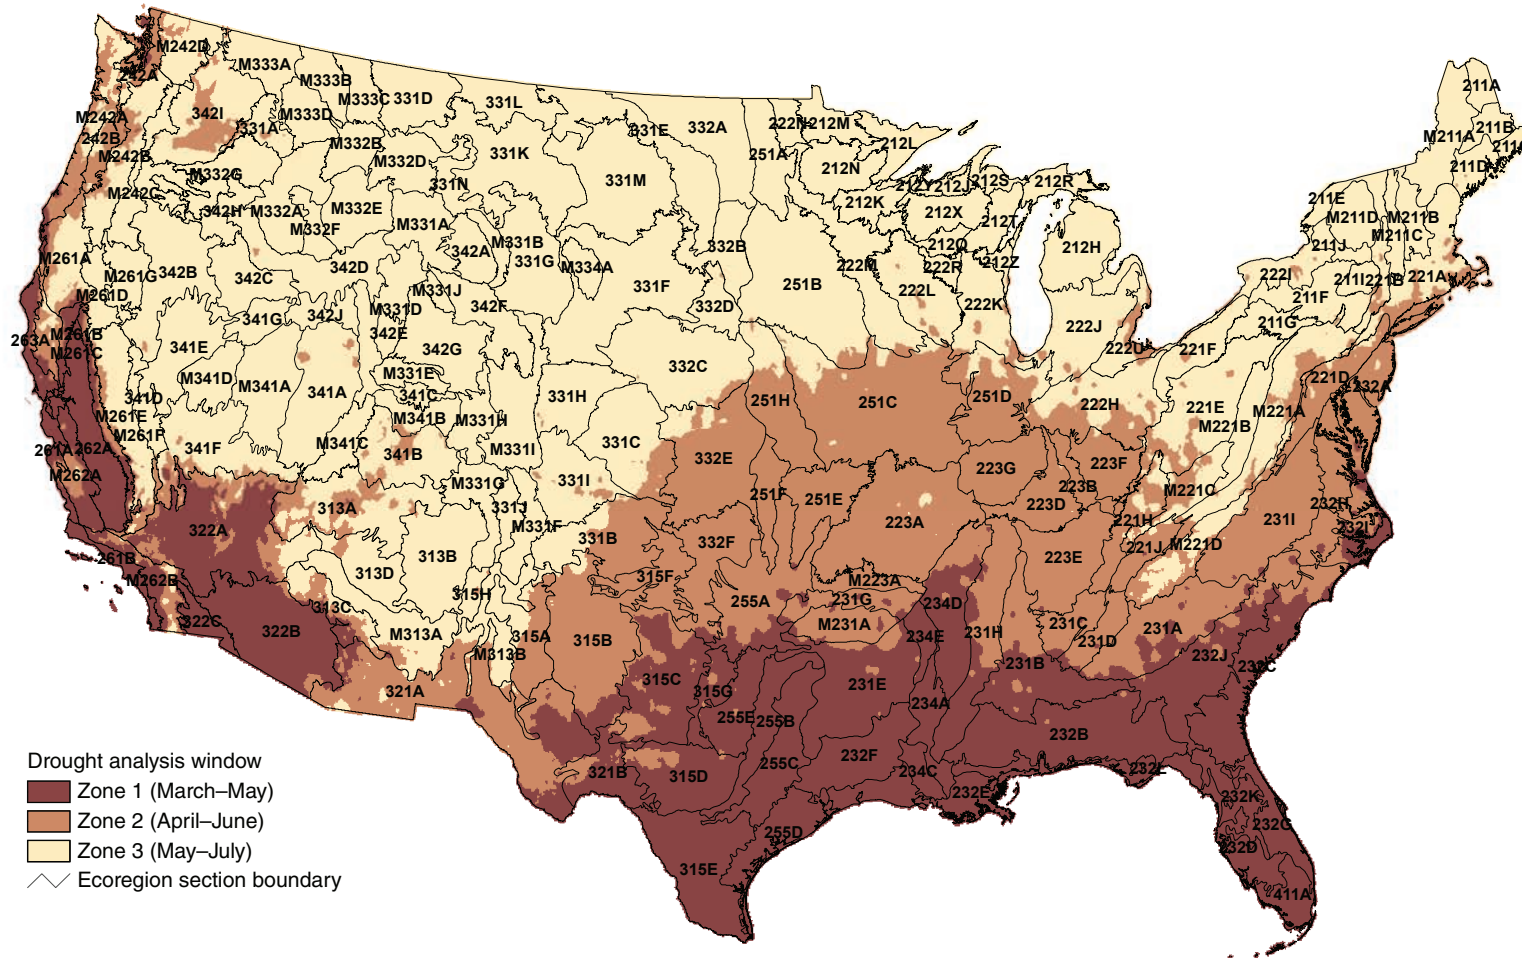 M242D
242A
M333A
M333B
M333C
331D
331L
M242A
342I
331A
M333D
242B
M242B
M332B
M332D
331K
331E
332A
222N
212M
251A
212L
212N
M332G
331N
331M
M242C
342H
M332A
M332E
M332F
M331A
212Y
212J
212S
212R
212K
212X
212T
212Q
212H
342A
M331B
331G
M334A
332B
222M
222R
212Z
211A
211B
M211A
211D
211E
M211D
M211B
M211C
211J
M261A
M261G
342B
342C
342D
M331J
342F
331F
332D
251B
222L
222K
222I
211I
221B
221A
211F
M261D
341G
342J
M331D
342E
222J
211G
263A
M261B
M261C
341E
342G
222U
221F
M331E
332C
M341D
M341A
341A
341C
331H
251H
251C
251D
222H
221D
232A
341D
M261E
M261F
M341B
M331H
221E
M221A
M221B
261A
262A
341F
M341C
341B
M331I
331C
332E
223G
223F
M262A
M331G
331I
331J
251F
251E
223B
223D
M221C
313A
M331F
331B
223A
221H
231I
232H
232I
322A
313B
332F
223E
221J
M221D
261B
M262B
313D
315H
315F
M223A
255A
231G
234D
313C
322C
322B
M313A
315A
M313B
315B
M231A
234E
231H
231C
231D
231A
231B
232J
232C
321A
315C
315G
231E
234A
255E
255B
232B
321B
315D
255C
232F
234C
232L
232E
232K
232G
255D
232D
315E
411A
Drought analysis window
Zone 1 (March–May)
Zone 2 (April–June)
Zone 3 (May–July)
Ecoregion section boundary